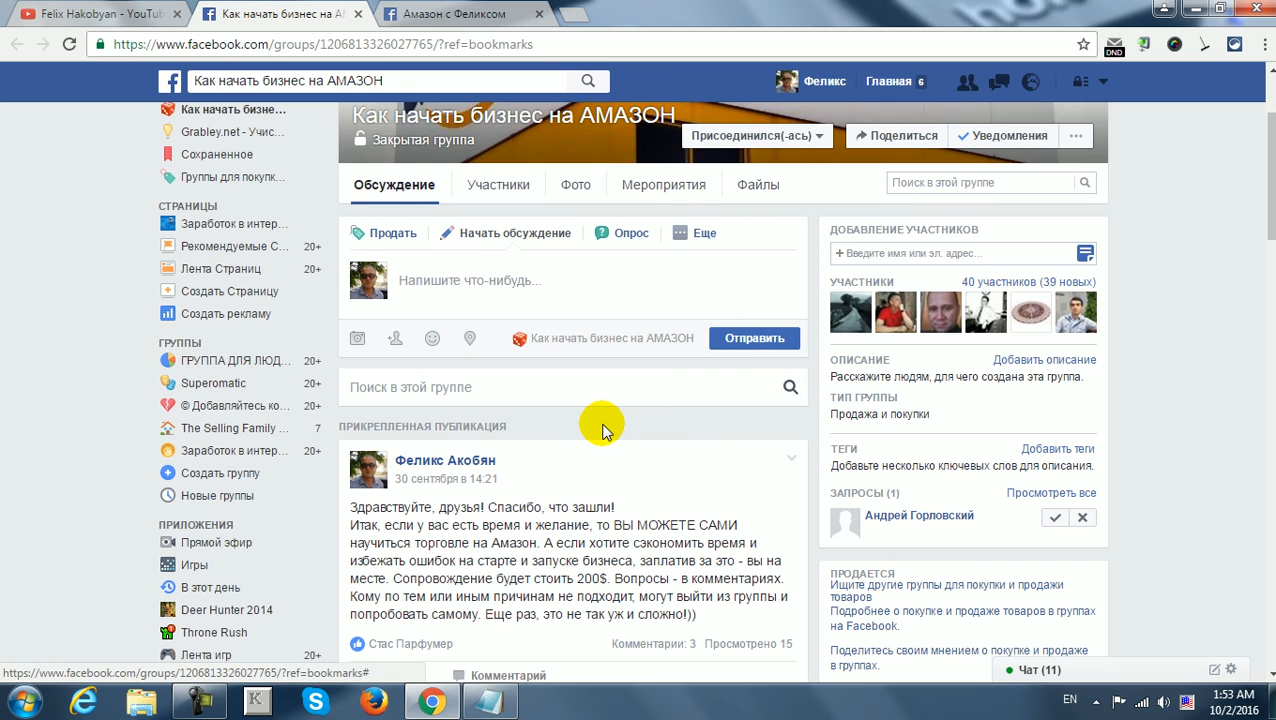 Felix Hakobyan - YouTub
Как начать бизнес на А
Амазон с Феликсом
https://www.facebook.com/groups/1206813326027765/?ref=bookmarks
DND
Как начать бизнес на АМАЗОН
Феликс
Главная 6
Как начать бизне...
Grabley.net - Учис...
Сохраненное
Группы для покупк...
СТРАНИЦЫ
Заработок в интер...
Рекомендуемые С... 20+
Лента Страниц 20+
Создать Страницу
Создать рекламу
ГРУППЫ
ГРУППА ДЛЯ ЛЮД... 20+
Superomatic 20+
© Добавляйтесь ко... 20+
The Selling Family ... 7
Заработок в интер... 20+
Создать группу
Новые группы
ПРИЛОЖЕНИЯ
Прямой эфир
Игры
В этот день
Deer Hunter 2014
Throne Rush
Лента игр 20+
Как начать бизнес на АМАЗОН
Закрытая группа
Присоединился(-ась)
Поделиться
Уведомления
Обсуждение
Участники
Фото
Мероприятия
Файлы
Поиск в этой группе
Продать
Начать обсуждение
Опрос
Еще
Напишите что-нибудь...
Как начать бизнес на АМАЗОН
Отправить
Поиск в этой группе
ПРИКРЕПЛЕННАЯ ПУБЛИКАЦИЯ
Феликс Акобян
30 сентября в 14:21
Здравствуйте, друзья! Спасибо, что зашли!
Итак, если у вас есть время и желание, то ВЫ МОЖЕТЕ САМИ
научиться торговле на Амазон. А если хотите сэкономить время и
избежать ошибок на старте и запуске бизнеса, заплатив за это - вы на
месте. Сопровождение будет стоить 200$. Вопросы - в комментариях.
Кому по тем или иным причинам не подходит, могут выйти из группы и
попробовать самому. Еще раз, это не так уж и сложно!))
Стас Парфумер
Комментарии: 3 Просмотрено 15
Комментарий
ДОБАВЛЕНИЕ УЧАСТНИКОВ
+ Введите имя или эл. адрес...
УЧАСТНИКИ
40 участников (39 новых)
ОПИСАНИЕ
Добавить описание
Расскажите людям, для чего создана эта группа.
ТИП ГРУППЫ
Продажа и покупки
ТЕГИ
Добавить теги
Добавьте несколько ключевых слов для описания.
ЗАПРОСЫ (1)
Просмотреть все
Андрей Горловский
ПРОДАЕТСЯ
Ищите другие группы для покупки и продажи
товаров
Подробнее о покупке и продаже товаров в группах
на Facebook.
Поделитесь своим мнением о покупке и продаже
в группах.
Чат (11)
https://www.facebook.com/groups/1206813326027765/?ref=bookmarks#
EN
1:53 AM
10/2/2016